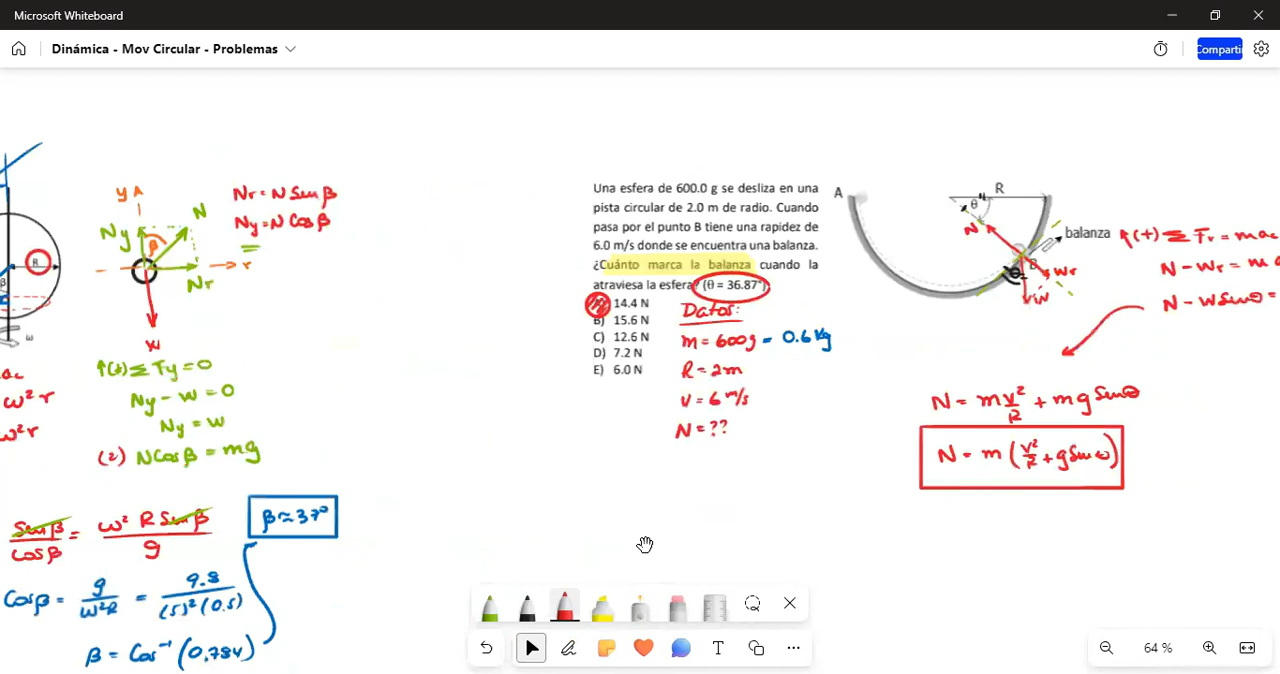 Microsoft Whiteboard
Dinámica - Mov Circular - Problemas
Comparti
y
Ny
β
N
Nr
r
W
Nr = N Sen β
Ny = N Cos β
R
β
ω
ac
ω² r
ω² r
↑(+) Σ Fy = 0
Ny - W = 0
Ny = W
(2) N Cos β = mg
Sen β / Cos β = ω² R Sen β / g
Cos β = g / ω²R = 9.8 / (5)² (0.5)
β = Cos⁻¹ (0.784)
β ≈ 37°
Una esfera de 600.0 g se desliza en una
pista circular de 2.0 m de radio. Cuando
pasa por el punto B tiene una rapidez de
6.0 m/s donde se encuentra una balanza.
¿Cuánto marca la balanza cuando la
atraviesa la esfera? (θ = 36.87°)
14.4 N
B) 15.6 N
C) 12.6 N
D) 7.2 N
E) 6.0 N
Datos:
m = 600g = 0.6 Kg
R = 2m
v = 6 m/s
N = ??
A
R
θ
N
balanza
B
Wr
W
↑(+) Σ Fr = mac
N - Wr = m
N - W Sen θ =
N = m v²/R + mg Sen θ
N = m (v²/R + g Sen θ)
64 %